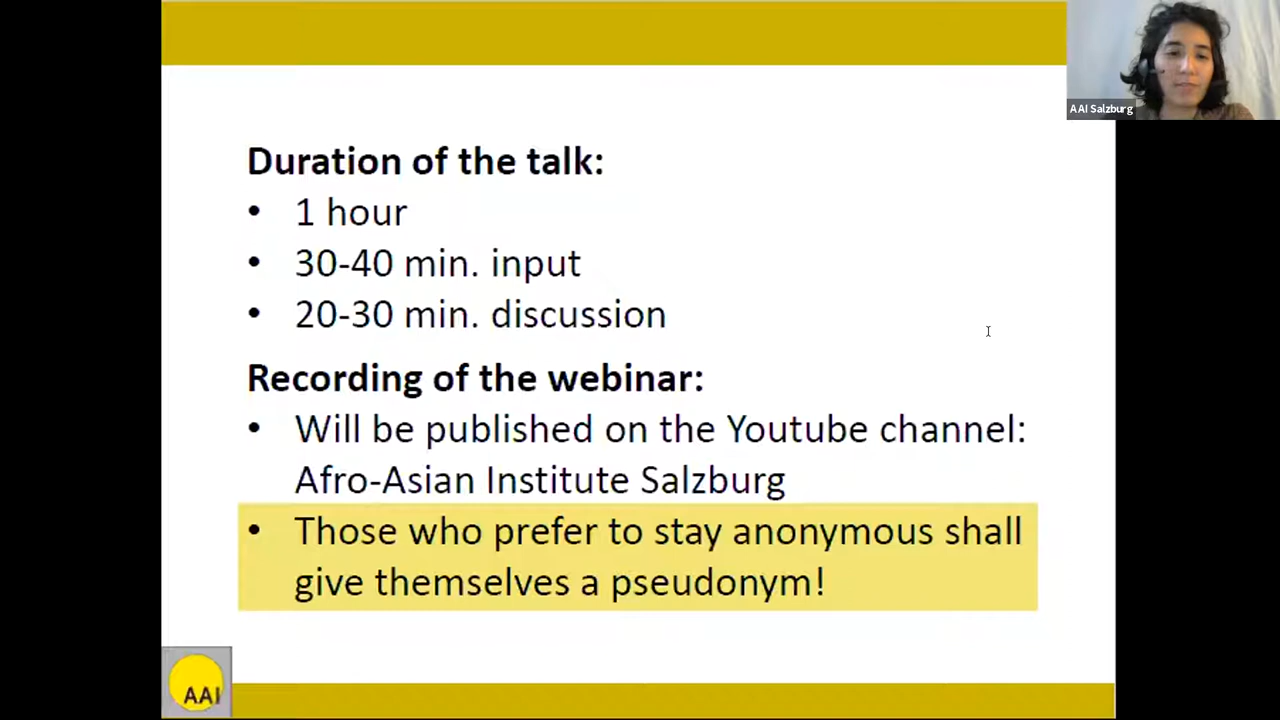 AAI Salzburg
Duration of the talk:
• 1 hour
• 30-40 min. input
• 20-30 min. discussion
Recording of the webinar:
• Will be published on the Youtube channel:
Afro-Asian Institute Salzburg
• Those who prefer to stay anonymous shall
give themselves a pseudonym!
AAI